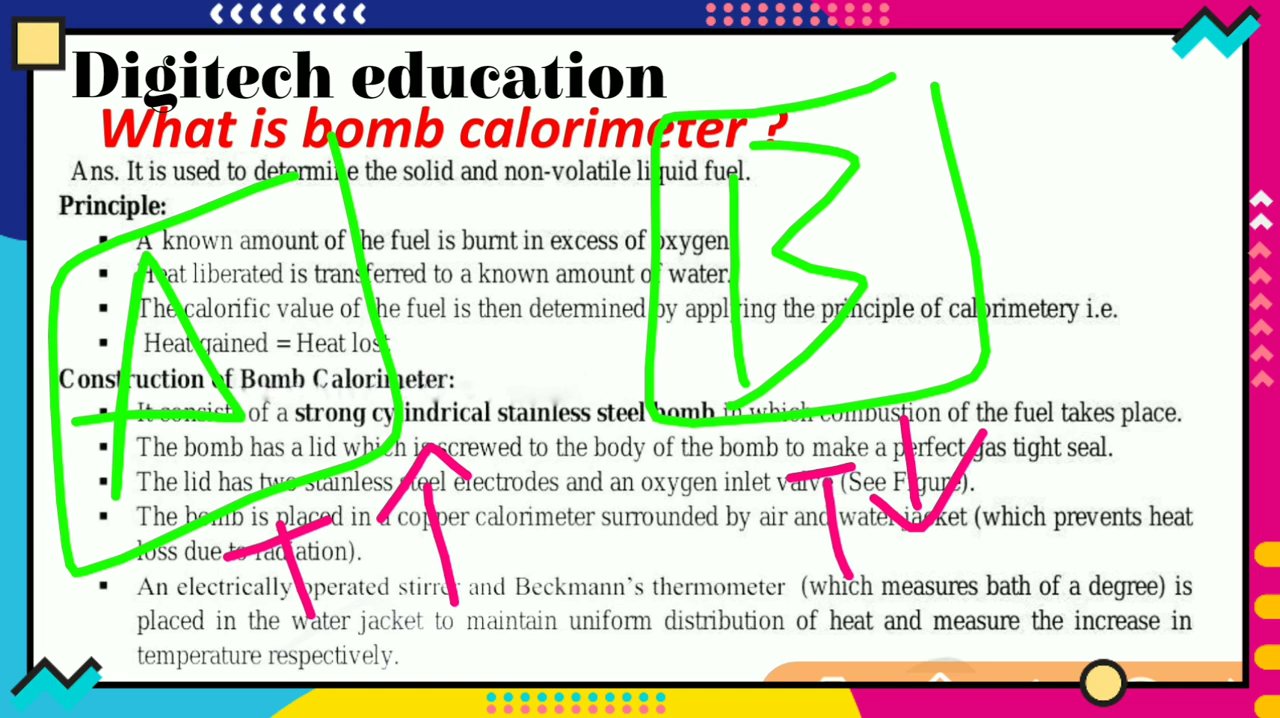 Digitech education
What is bomb calorimeter ?
Ans. It is used to determine the solid and non-volatile liquid fuel.
Principle:
▪ A known amount of the fuel is burnt in excess of oxygen
▪ Heat liberated is transferred to a known amount of water.
▪ The calorific value of the fuel is then determined by applying the principle of calorimetery i.e.
▪ Heat gained = Heat lost
Construction of Bomb Calorimeter:
▪ It consists of a strong cylindrical stainless steel bomb in which combustion of the fuel takes place.
▪ The bomb has a lid which is screwed to the body of the bomb to make a perfect gas tight seal.
▪ The lid has two stainless steel electrodes and an oxygen inlet valve (See Figure).
▪ The bomb is placed in a copper calorimeter surrounded by air and water jacket (which prevents heat
loss due to radiation).
▪ An electrically operated stirrer and Beckmann's thermometer (which measures bath of a degree) is
placed in the water jacket to maintain uniform distribution of heat and measure the increase in
temperature respectively.
A
B
T↑
T↓